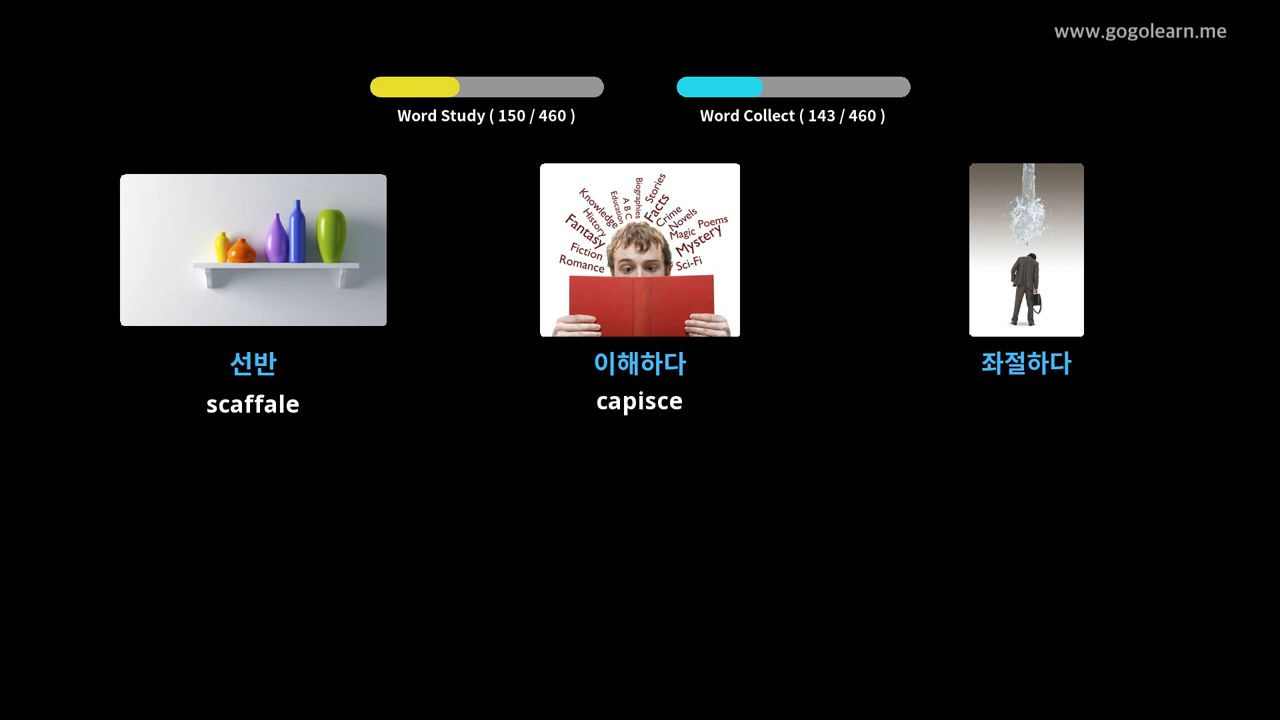 www.gogolearn.me
Word Study ( 150 / 460 )
Word Collect ( 143 / 460 )
Knowledge
History
Fantasy
Fiction
Romance
Education
A B C
Biographies
Stories
Facts
Crime
Novels
Magic
Poems
Mystery
Sci-Fi
선반
이해하다
좌절하다
scaffale
capisce